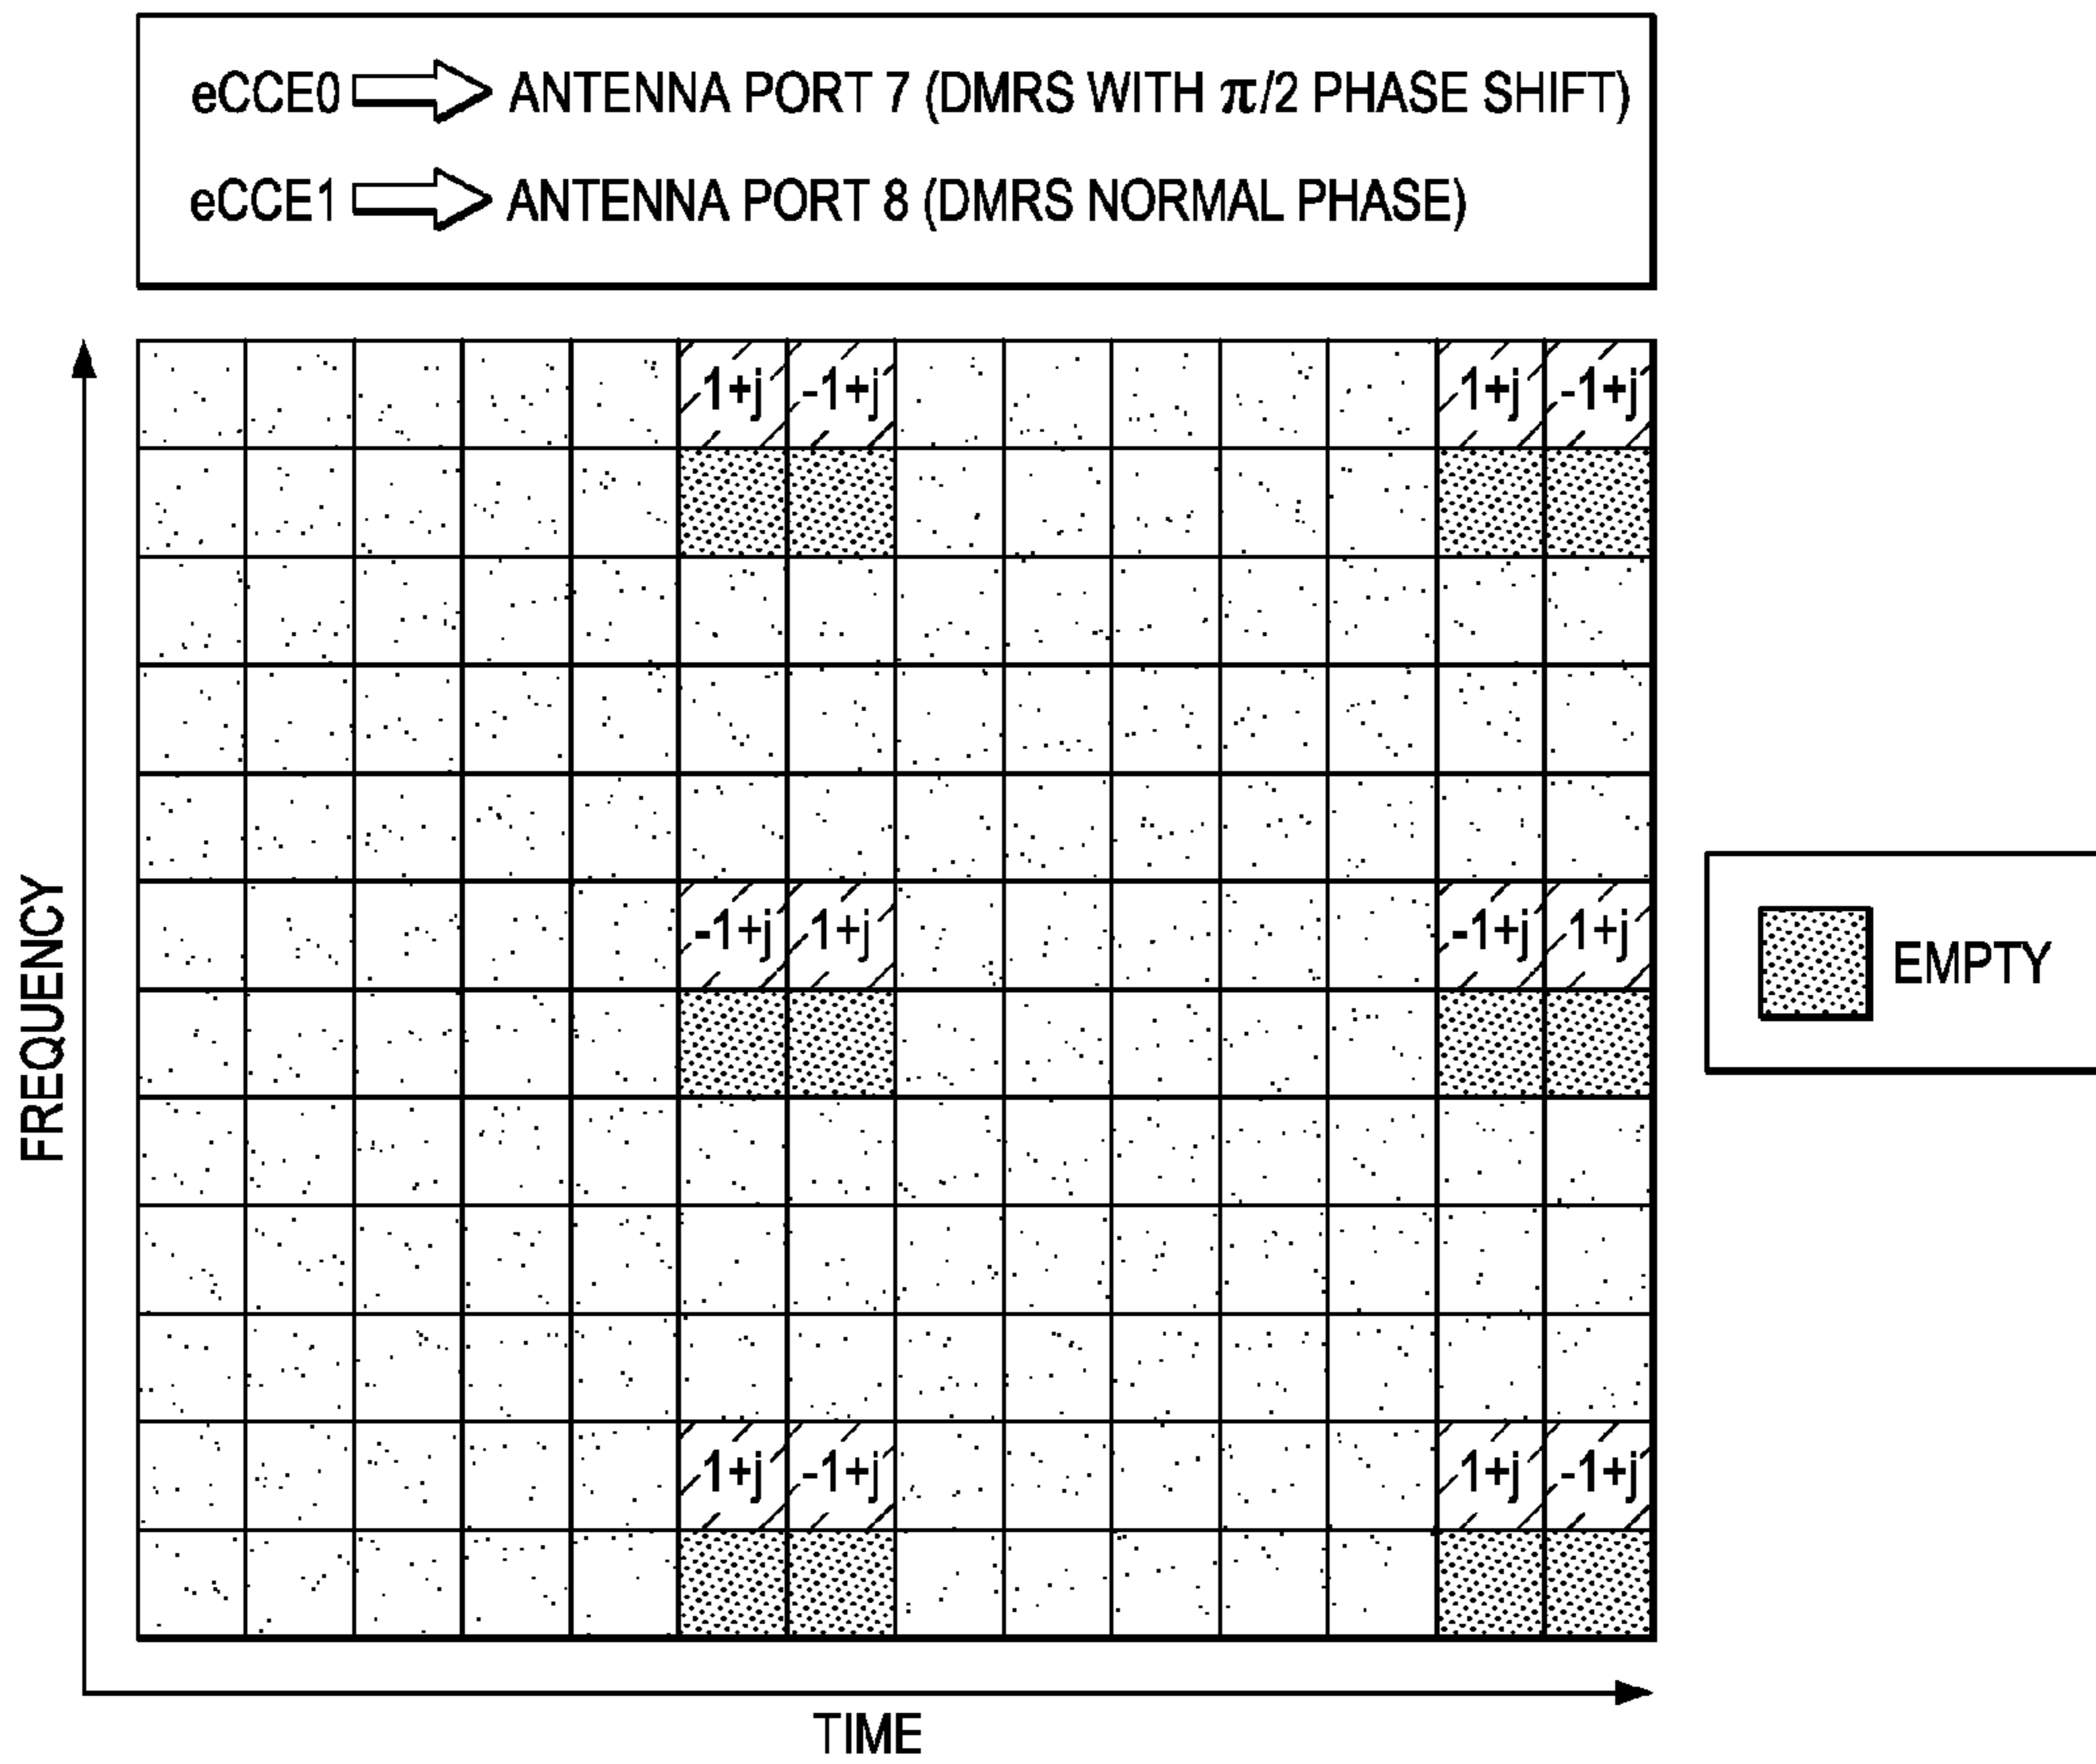 eCCE0 ANTENNA PORT 7 (DMRS WITH π/2 PHASE SHIFT)
eCCE1 ANTENNA PORT 8 (DMRS NORMAL PHASE)
1+j -1+j 1+j -1+j
-1+j 1+j -1+j 1+j
1+j -1+j 1+j -1+j
FREQUENCY
TIME
EMPTY